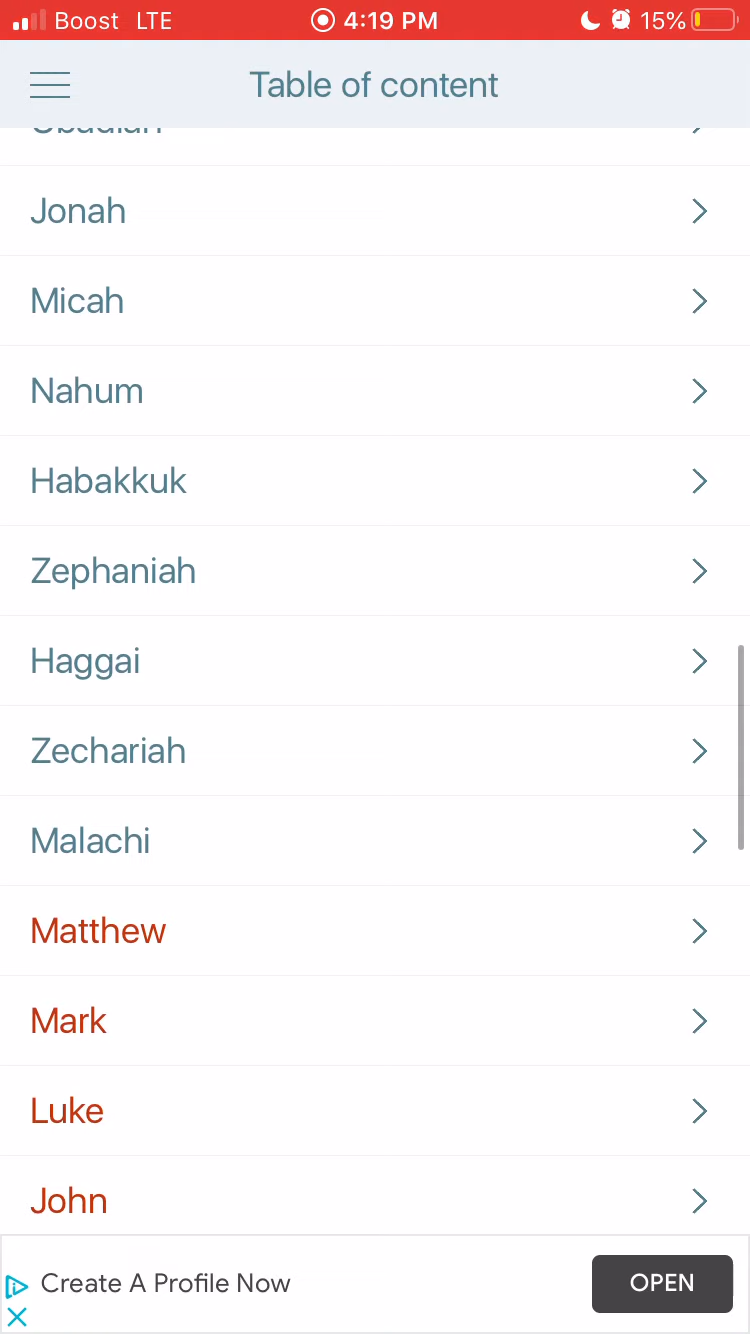 Boost LTE 4:19 PM 15%
Table of content
Jonah
Micah
Nahum
Habakkuk
Zephaniah
Haggai
Zechariah
Malachi
Matthew
Mark
Luke
John
Create A Profile Now OPEN